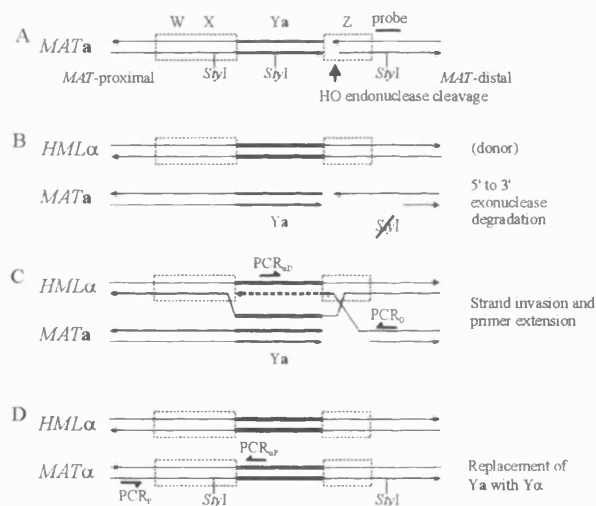 W X Ya Z probe
A MATa
StyI StyI StyI
MAT-proximal MAT-distal
HO endonuclease cleavage
B
HMLα (donor)
MATa 5' to 3' exonuclease degradation
Ya StyI
C PCRαD
HMLα
Strand invasion and primer extension
PCRD
MATa
Ya
D
HMLα
PCRαP
MATα Replacement of Ya with Yα
PCRP StyI StyI